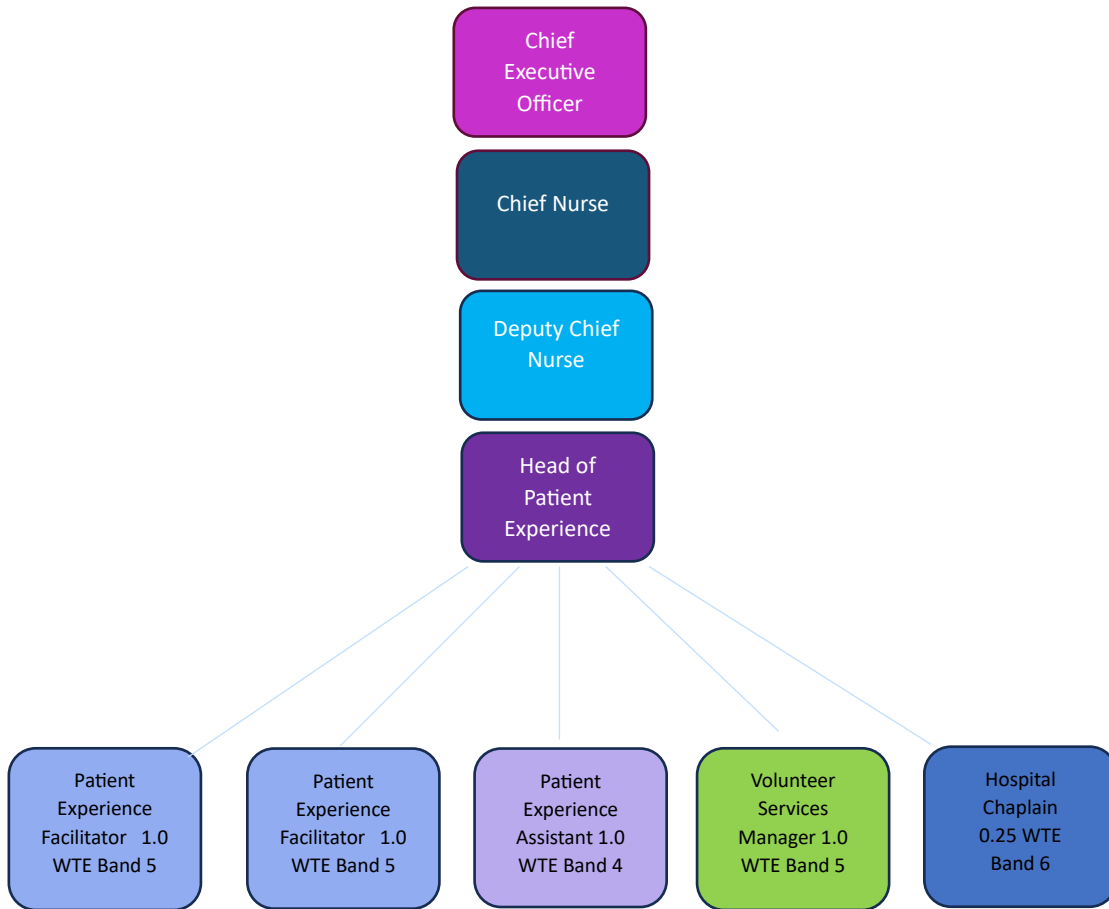 Chief
Executive
Officer
Chief Nurse
Deputy Chief
Nurse
Head of
Patient
Experience
Patient
Experience
Facilitator 1.0
WTE Band 5
Patient
Experience
Facilitator 1.0
WTE Band 5
Patient
Experience
Assistant 1.0
WTE Band 4
Volunteer
Services
Manager 1.0
WTE Band 5
Hospital
Chaplain
0.25 WTE
Band 6